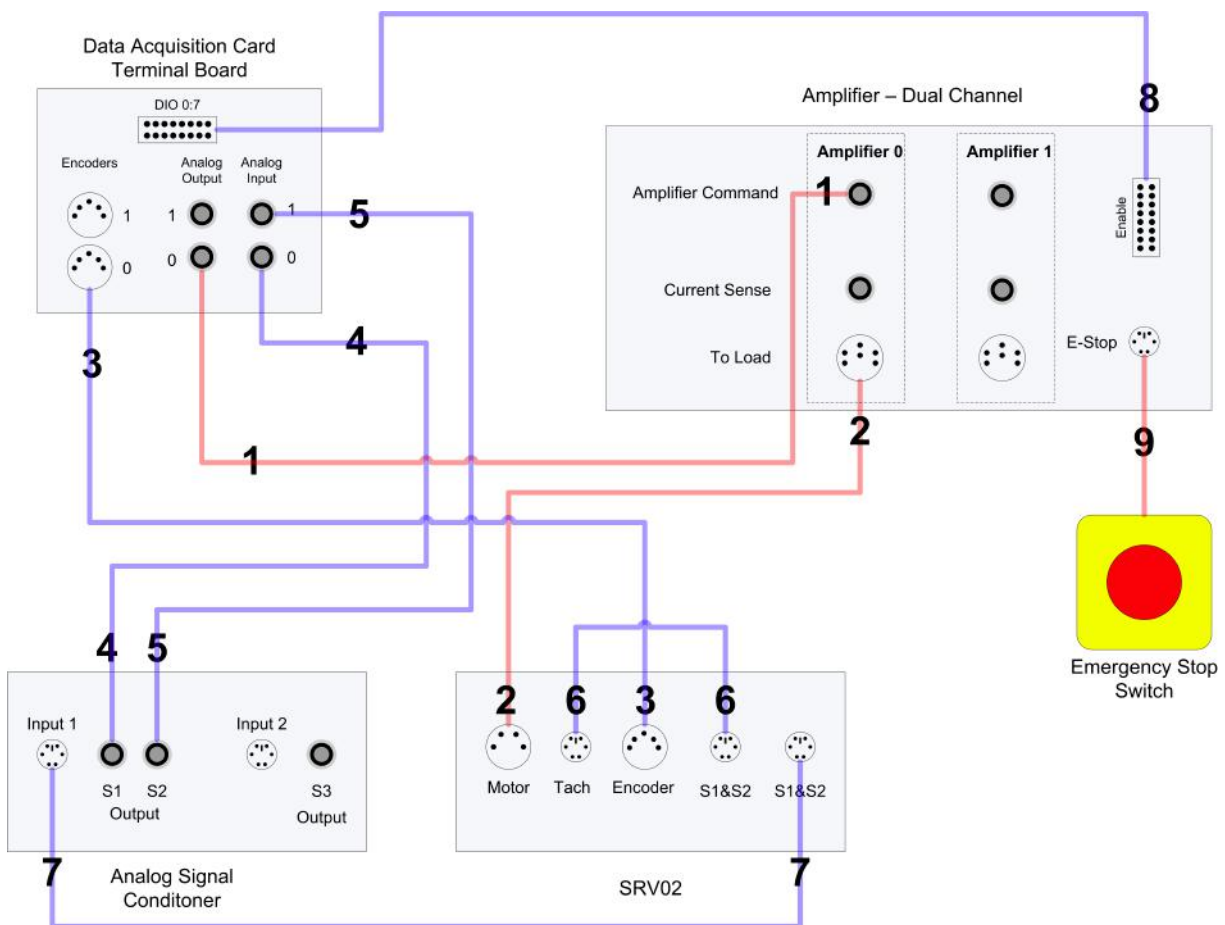 Data Acquisition Card
Terminal Board
DIO 0:7
Encoders
Analog
Output
Analog
Input
1
1
1
0
0
0
5
3
4
1
Amplifier – Dual Channel
8
Amplifier 0
Amplifier 1
Amplifier Command
1
Enable
Current Sense
To Load
E-Stop
2
9
Emergency Stop
Switch
4
5
Input 1
Input 2
S1
S2
Output
S3
Output
7
Analog Signal
Conditoner
2
6
3
6
Motor
Tach
Encoder
S1&S2
S1&S2
7
SRV02